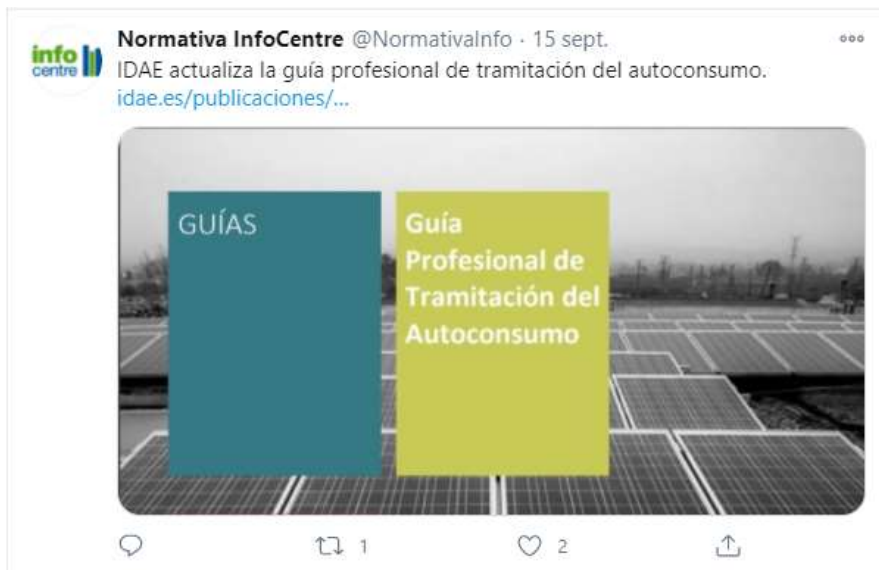 info
centre
Normativa InfoCentre @NormativaInfo · 15 sept.
IDAE actualiza la guía profesional de tramitación del autoconsumo.
idae.es/publicaciones/...
GUÍAS
Guía
Profesional de
Tramitación del
Autoconsumo
1
2